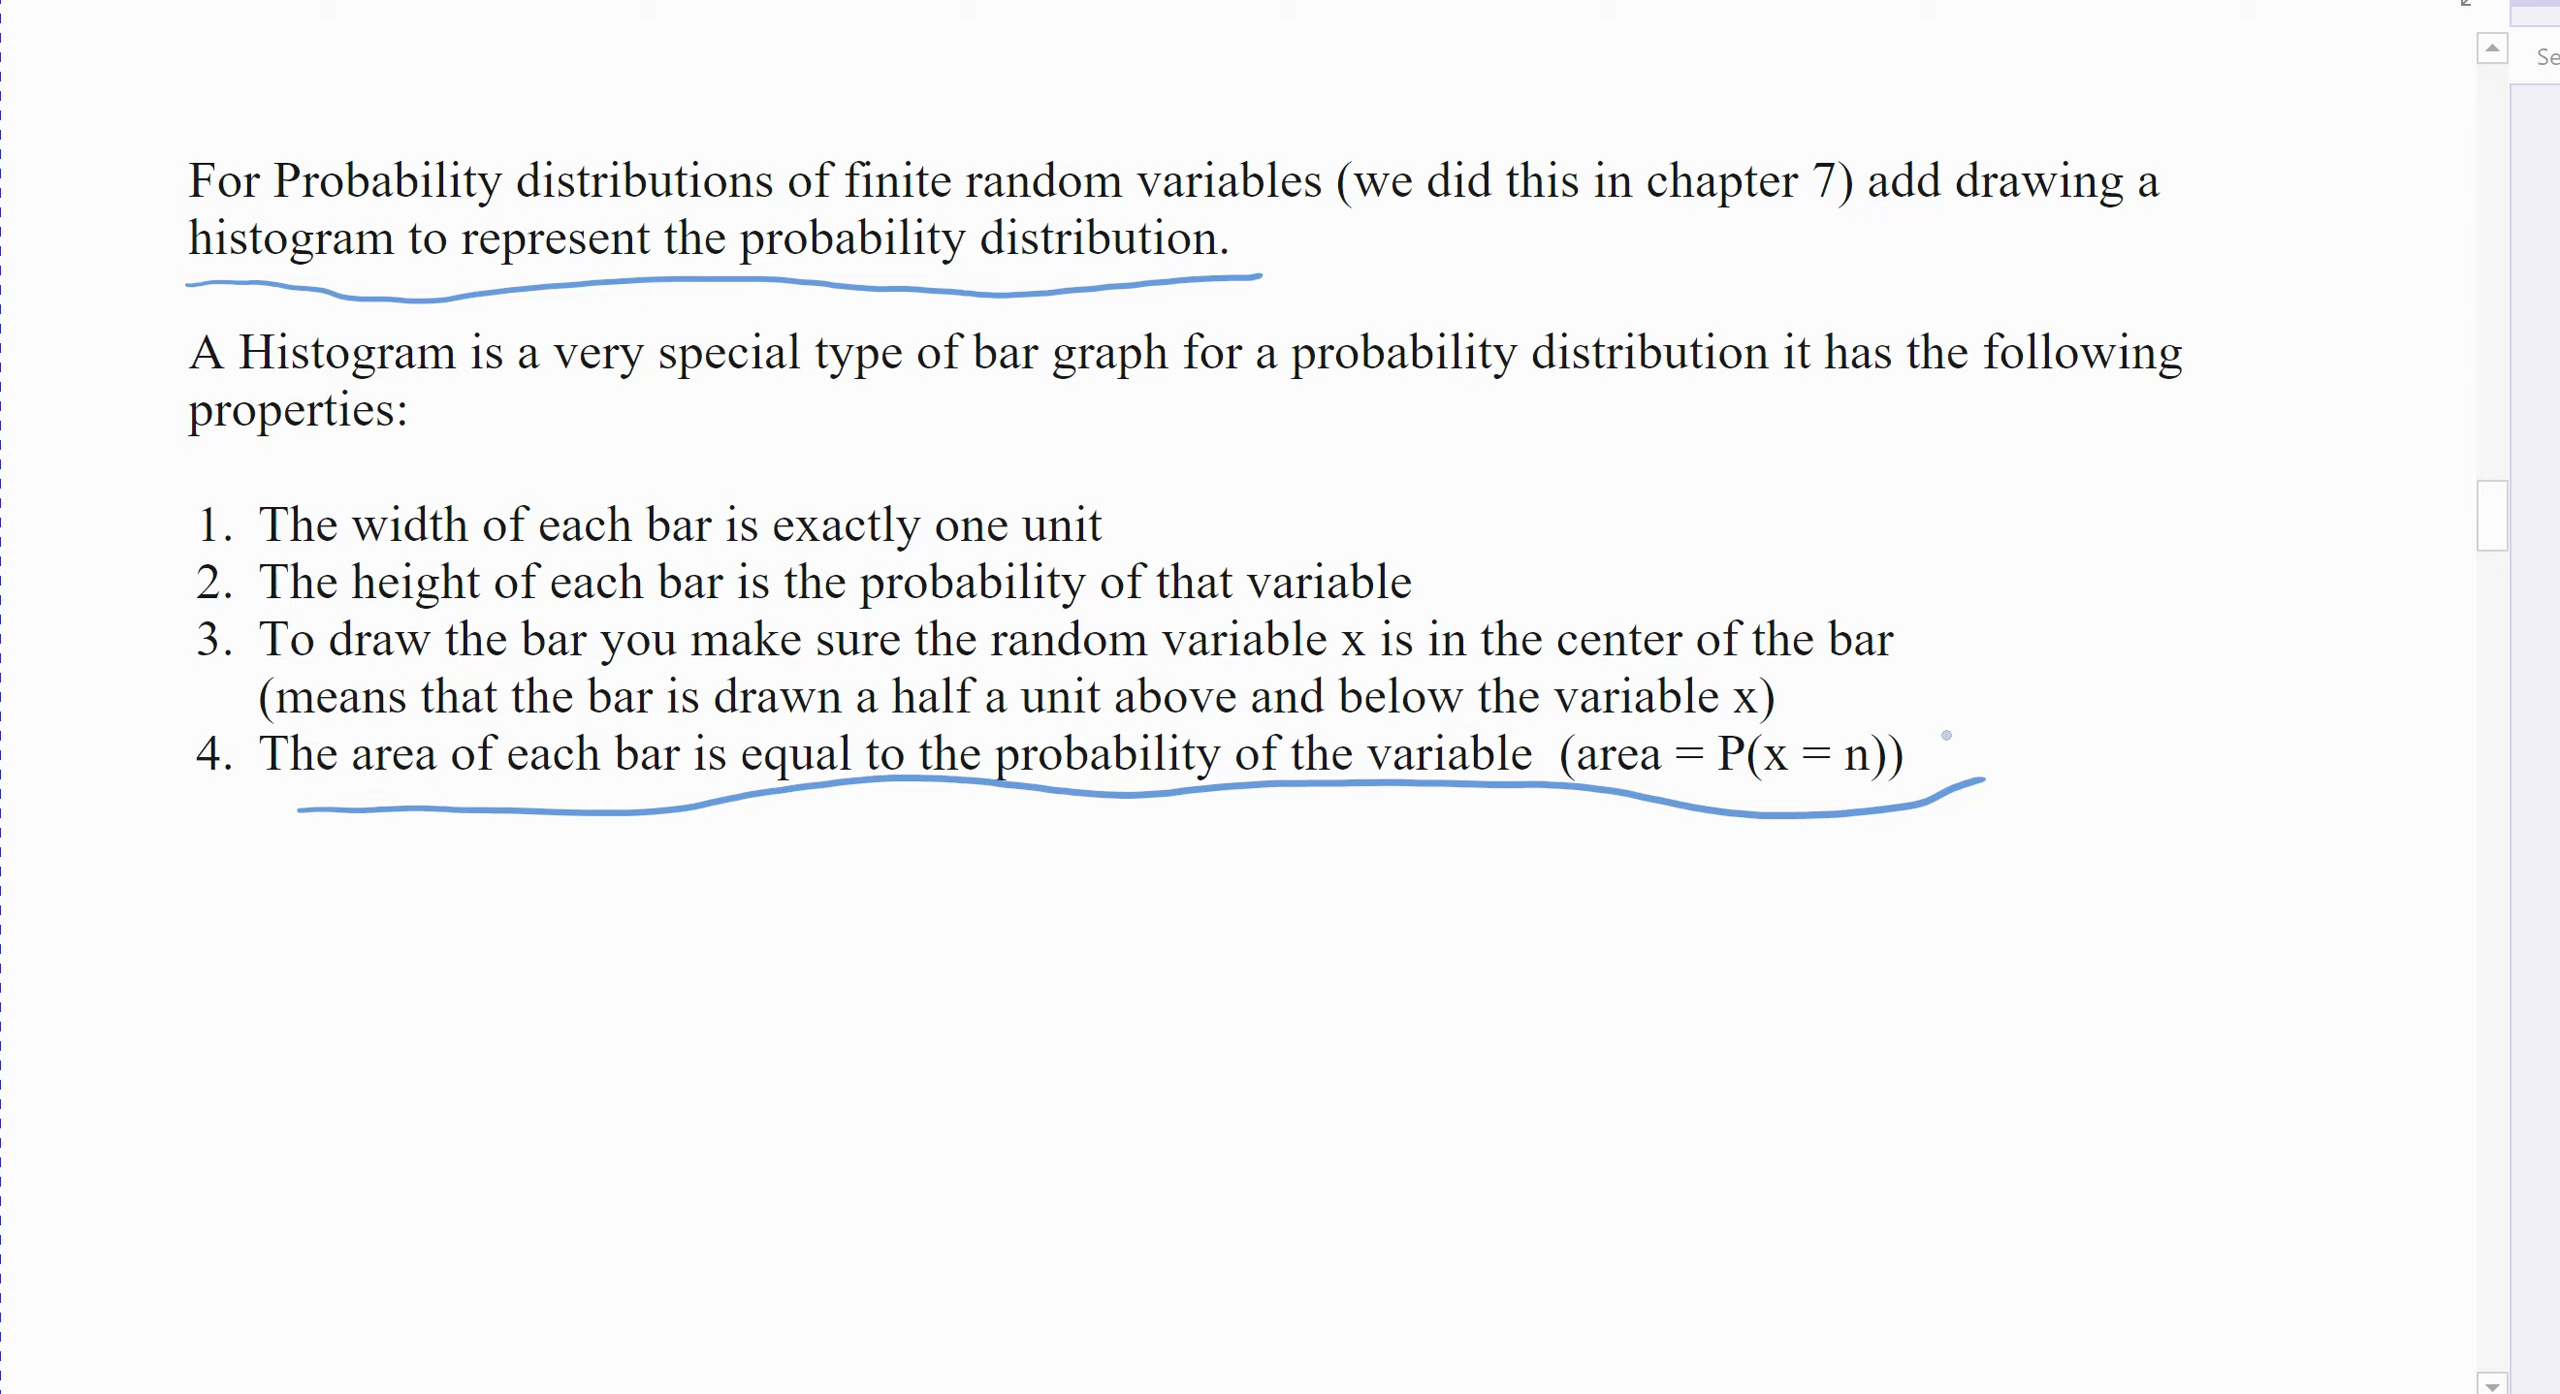 Se
For Probability distributions of finite random variables (we did this in chapter 7) add drawing a
histogram to represent the probability distribution.
A Histogram is a very special type of bar graph for a probability distribution it has the following
properties:
1. The width of each bar is exactly one unit
2. The height of each bar is the probability of that variable
3. To draw the bar you make sure the random variable x is in the center of the bar
(means that the bar is drawn a half a unit above and below the variable x)
4. The area of each bar is equal to the probability of the variable (area = P(x = n))